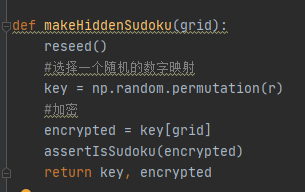 def makeHiddenSudoku(grid):
    reseed()
    #选择一个随机的数字映射
    key = np.random.permutation(r)
    #加密
    encrypted = key[grid]
    assertIsSudoku(encrypted)
    return key, encrypted